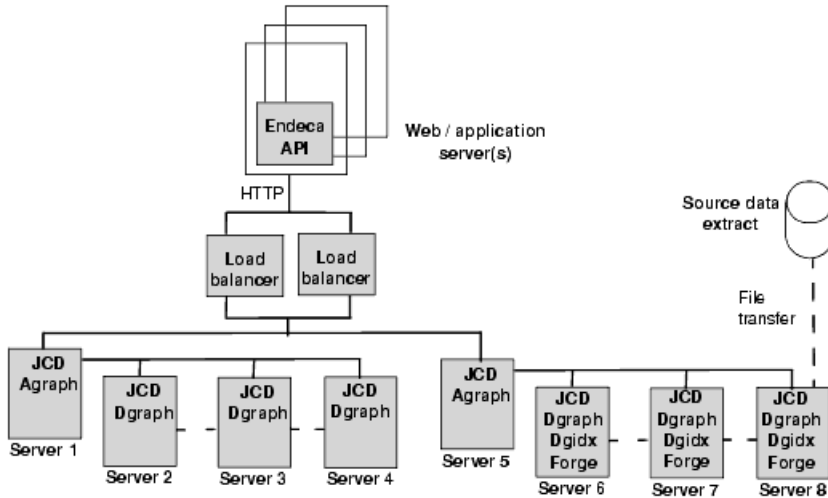 Endeca
API
Web / application
server(s)
HTTP
Source data
extract
Load
balancer
Load
balancer
File
transfer
JCD
Agraph
Server 1
JCD
Dgraph
Server 2
JCD
Dgraph
Server 3
JCD
Dgraph
Server 4
JCD
Agraph
Server 5
JCD
Dgraph
Dgidx
Forge
Server 6
JCD
Dgraph
Dgidx
Forge
Server 7
JCD
Dgraph
Dgidx
Forge
Server 8